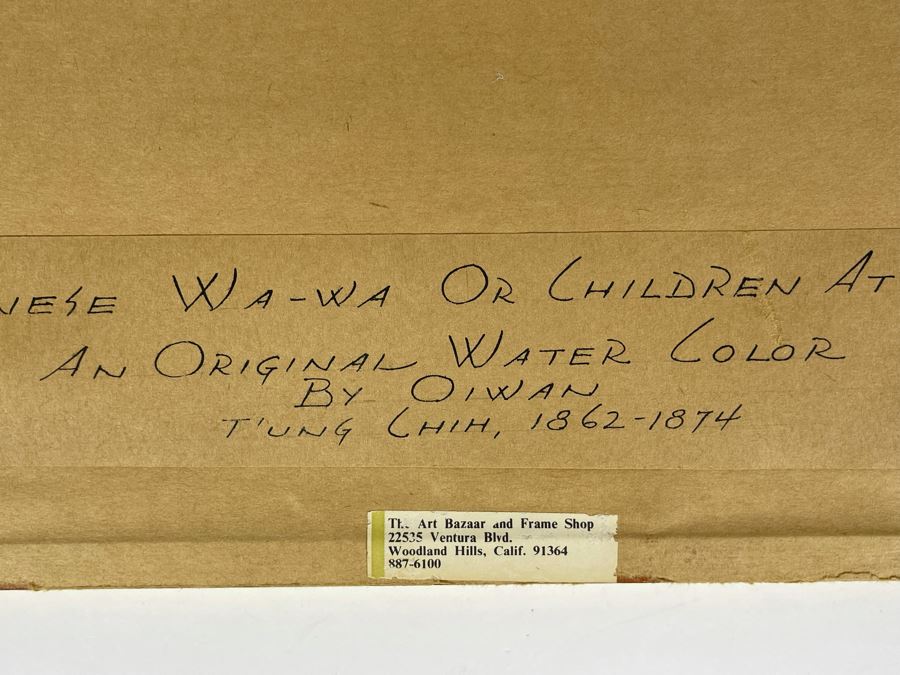 NESE WA-WA OR CHILDREN AT
AN ORIGINAL WATER COLOR
BY OIWAN
T'UNG CHIH, 1862-1874
The Art Bazaar and Frame Shop
22535 Ventura Blvd.
Woodland Hills, Calif. 91364
887-6100